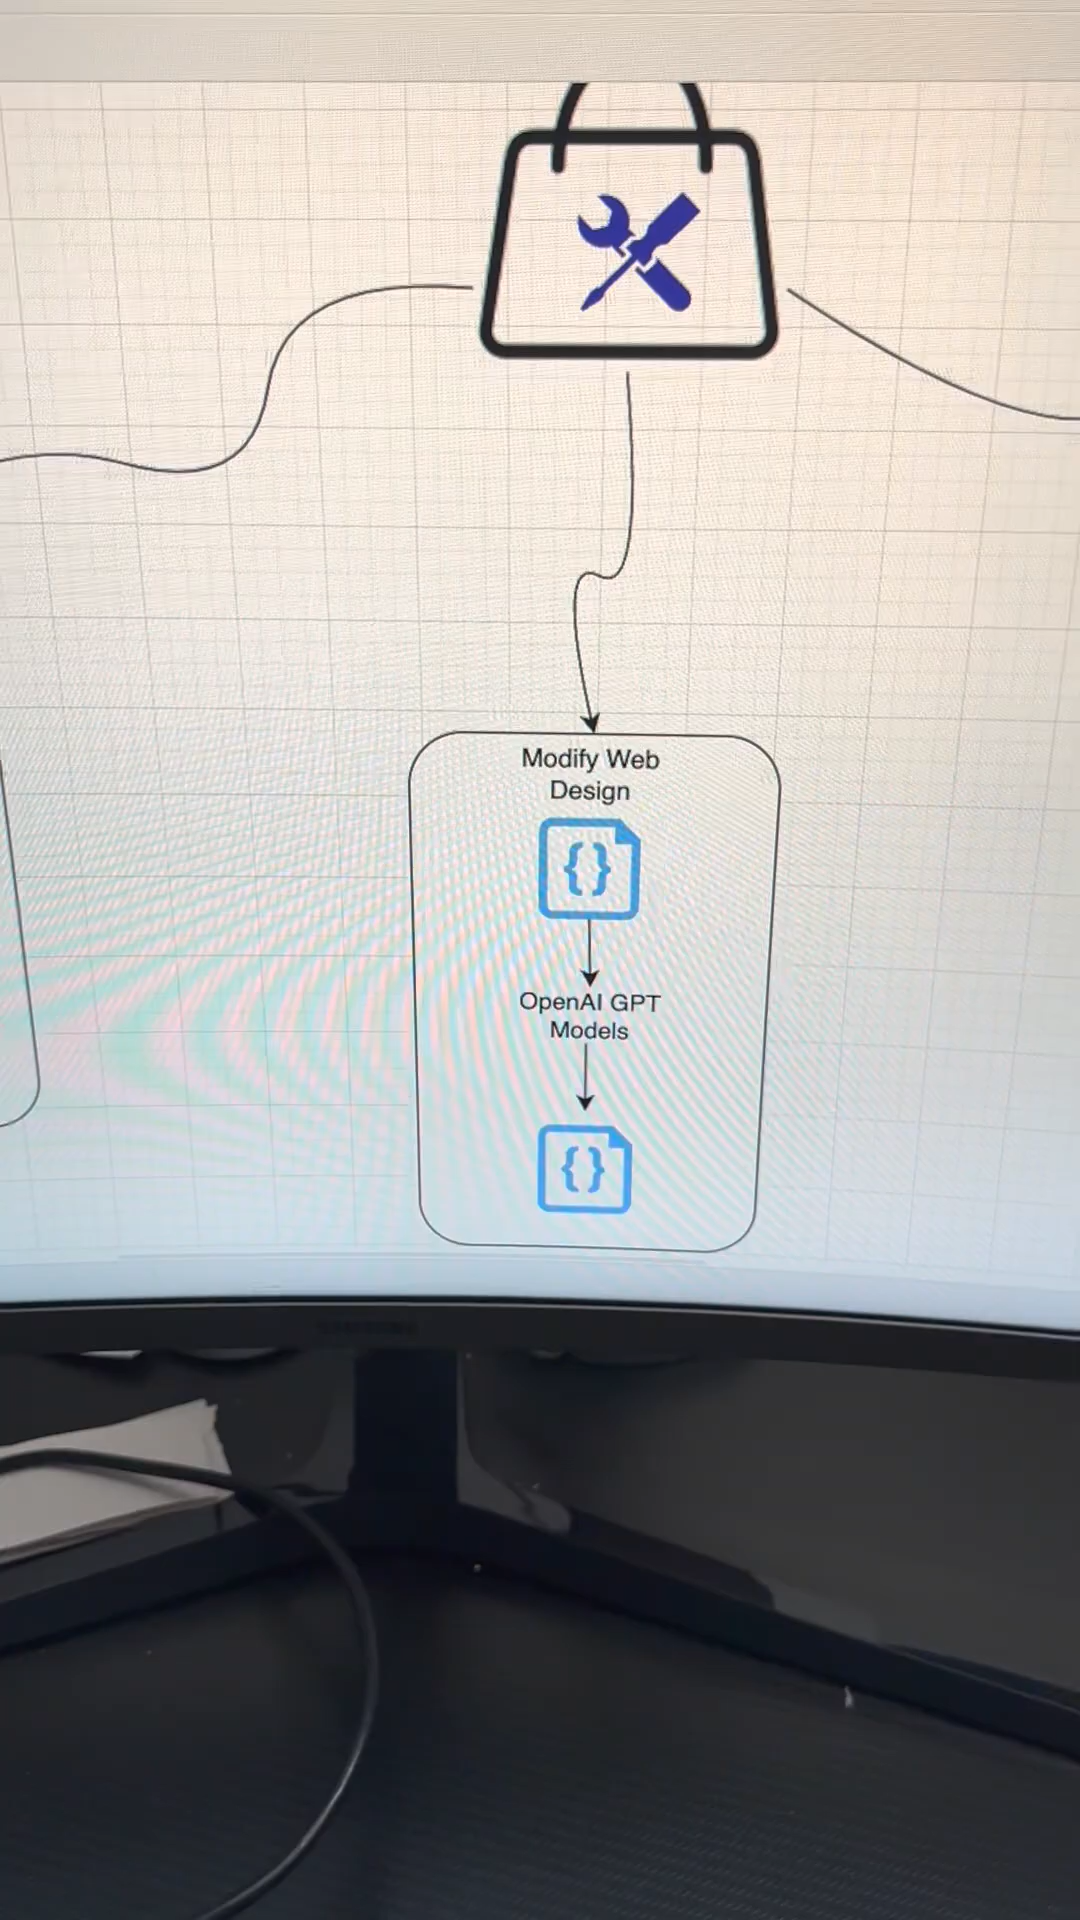 Modify Web
Design
{}
OpenAI GPT
Models
{}